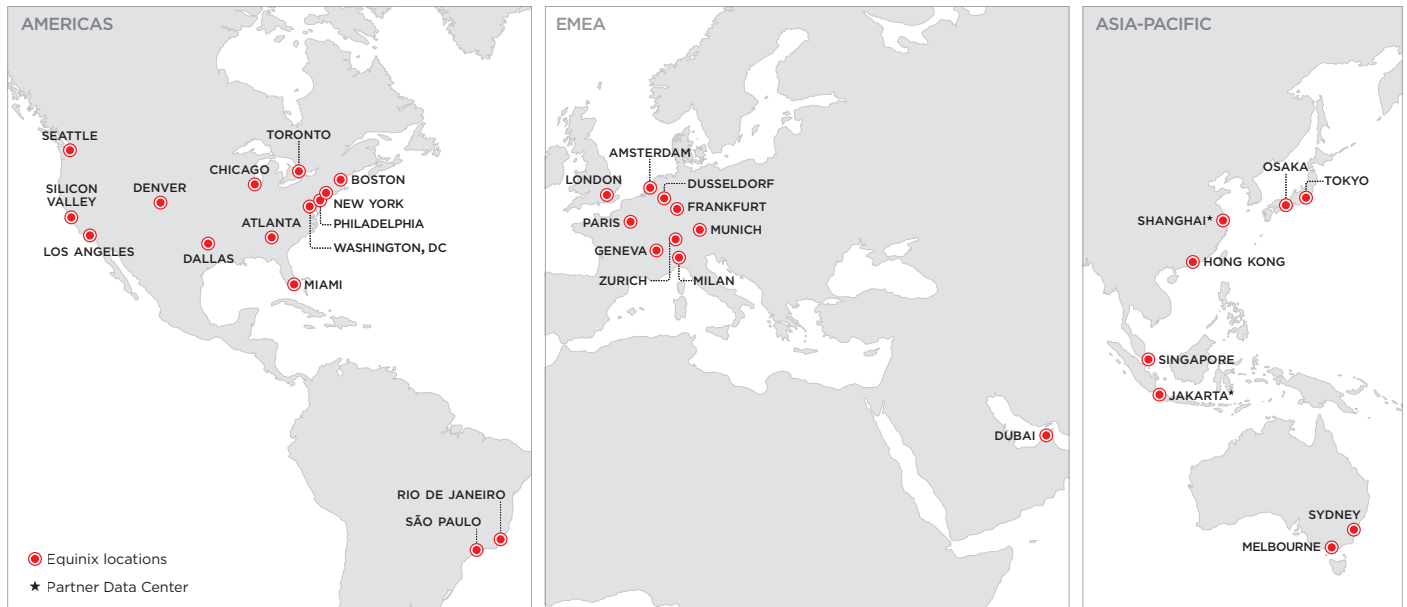 AMERICAS
SEATTLE
TORONTO
CHICAGO
BOSTON
SILICON
VALLEY
DENVER
NEW YORK
PHILADELPHIA
ATLANTA
WASHINGTON, DC
LOS ANGELES
DALLAS
MIAMI
RIO DE JANEIRO
SÃO PAULO
Equinix locations
★ Partner Data Center
EMEA
AMSTERDAM
LONDON
DUSSELDORF
FRANKFURT
PARIS
MUNICH
GENEVA
ZURICH
MILAN
DUBAI
ASIA-PACIFIC
OSAKA
TOKYO
SHANGHAI★
HONG KONG
SINGAPORE
JAKARTA★
SYDNEY
MELBOURNE